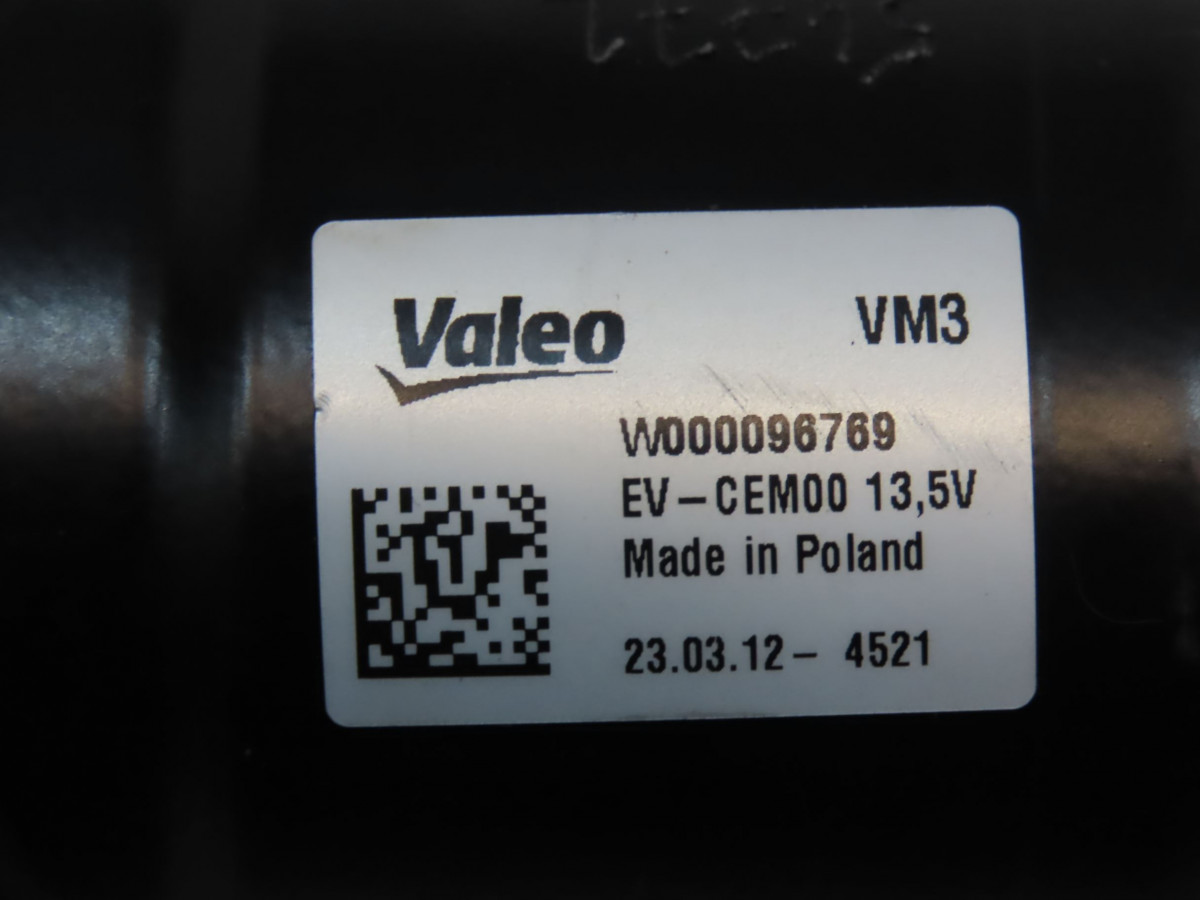 Valeo VM3
W000096769
EV-CEM00 13,5V
Made in Poland
23.03.12- 4521